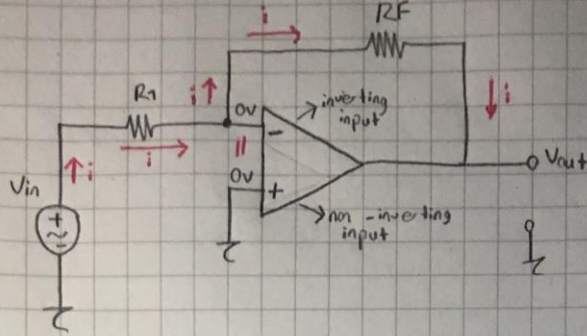 i
RF
R1
i
0V
inverting
input
i
i
-
=
i
Vin
0V
Vout
+
+
~
-
non-inverting
input